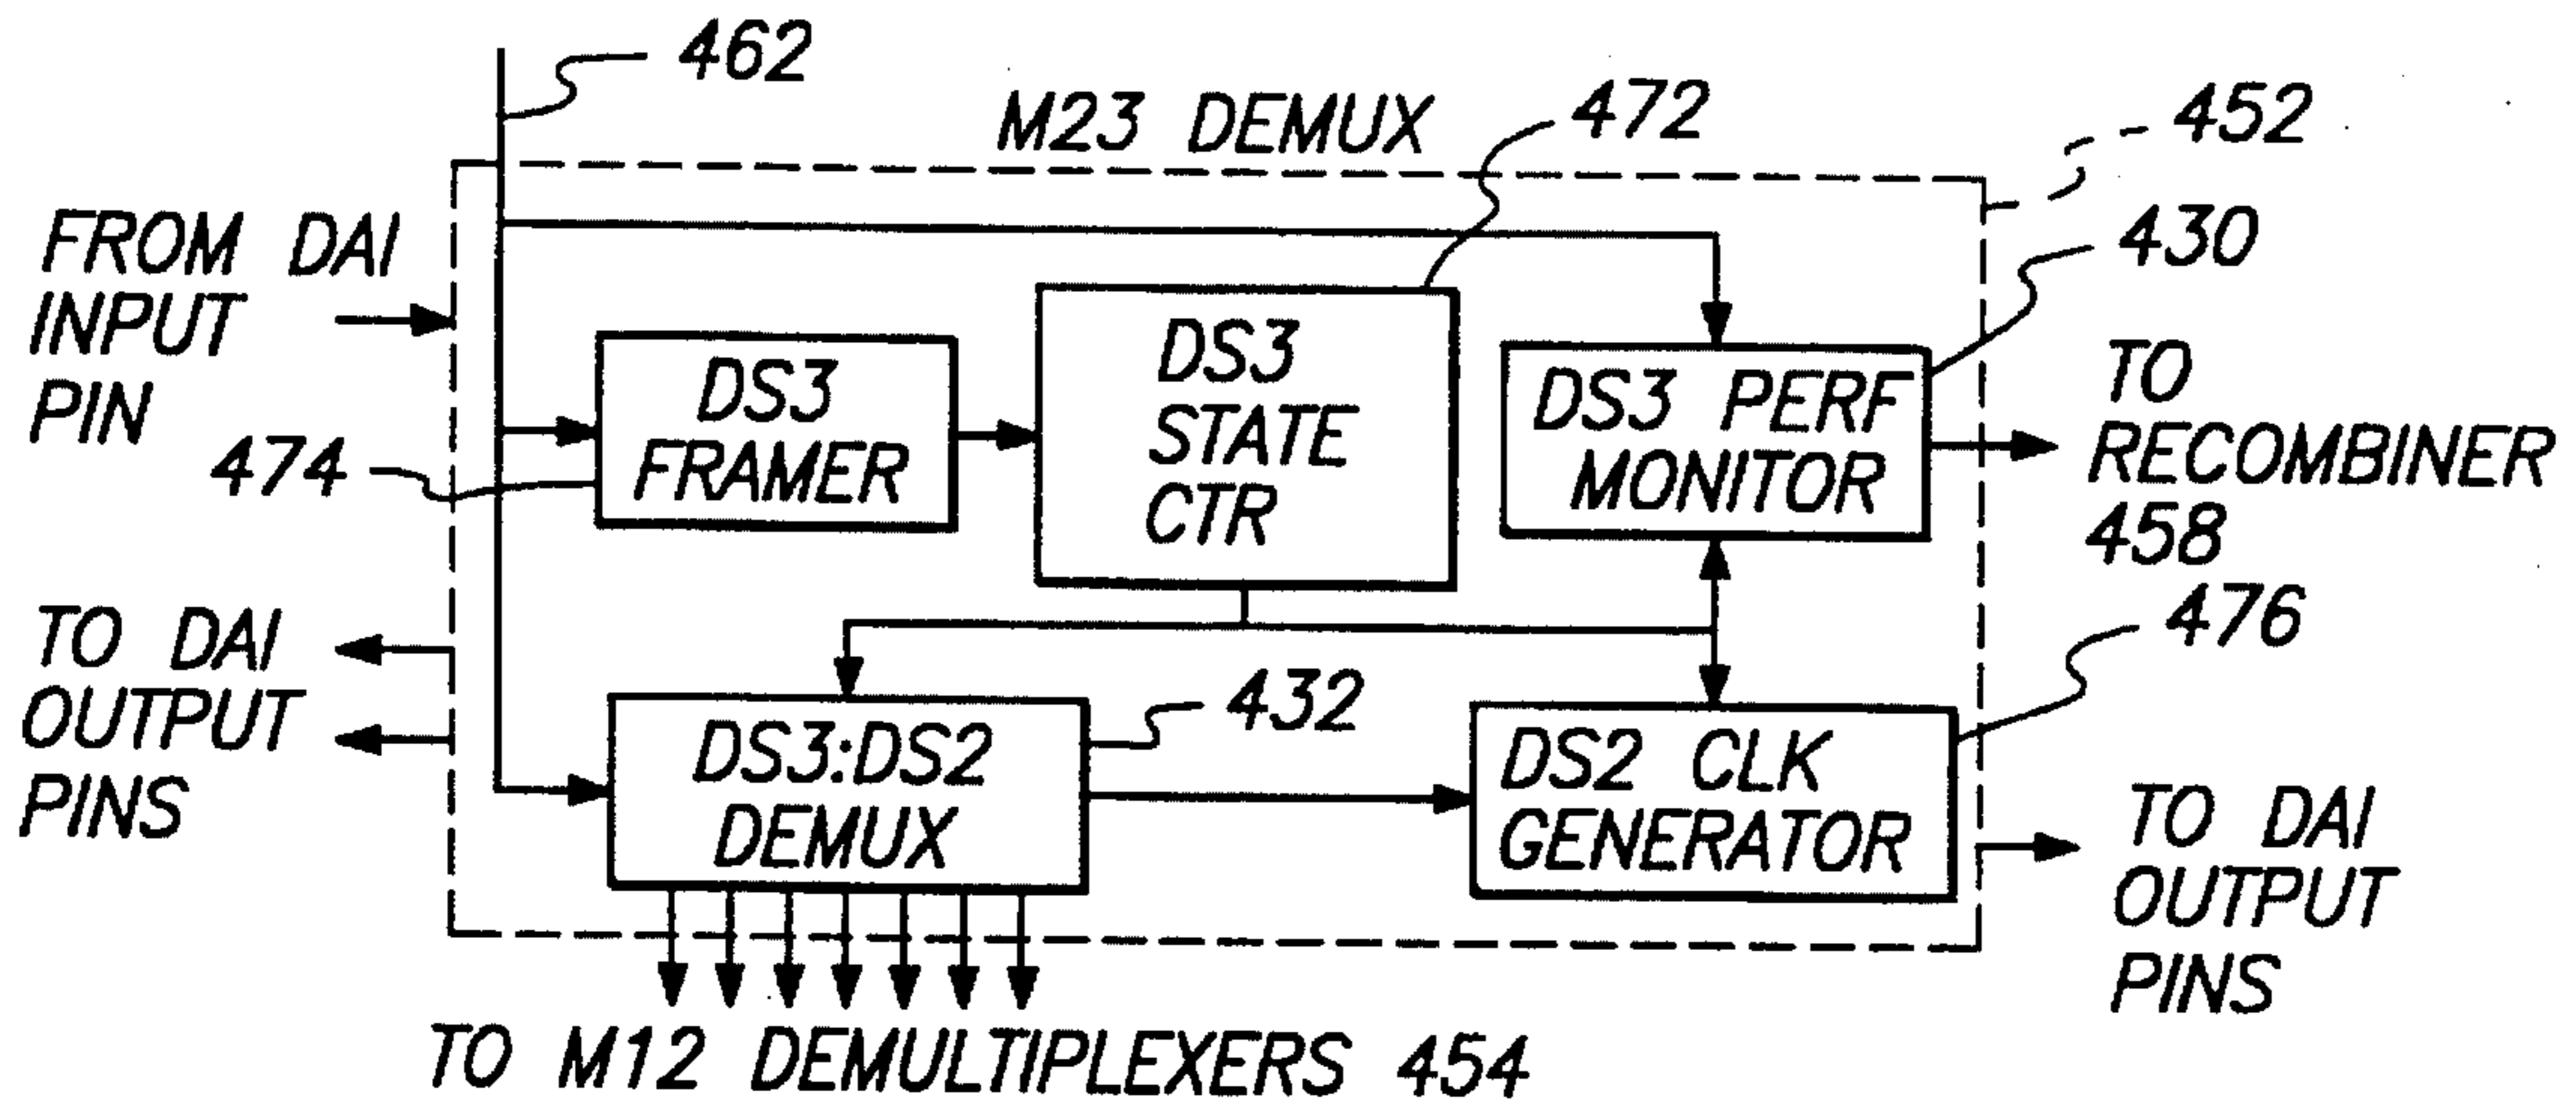 462
M23 DEMUX
472
452
FROM DAI
INPUT
PIN
430
DS3
FRAMER
474
DS3
STATE
CTR
DS3 PERF
MONITOR
TO
RECOMBINER
458
TO DAI
OUTPUT
PINS
432
476
DS3:DS2
DEMUX
DS2 CLK
GENERATOR
TO DAI
OUTPUT
PINS
TO M12 DEMULTIPLEXERS 454